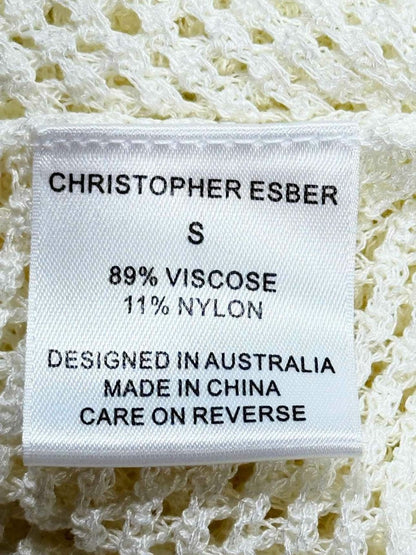 CHRISTOPHER ESBER
S
89% VISCOSE
11% NYLON
DESIGNED IN AUSTRALIA
MADE IN CHINA
CARE ON REVERSE